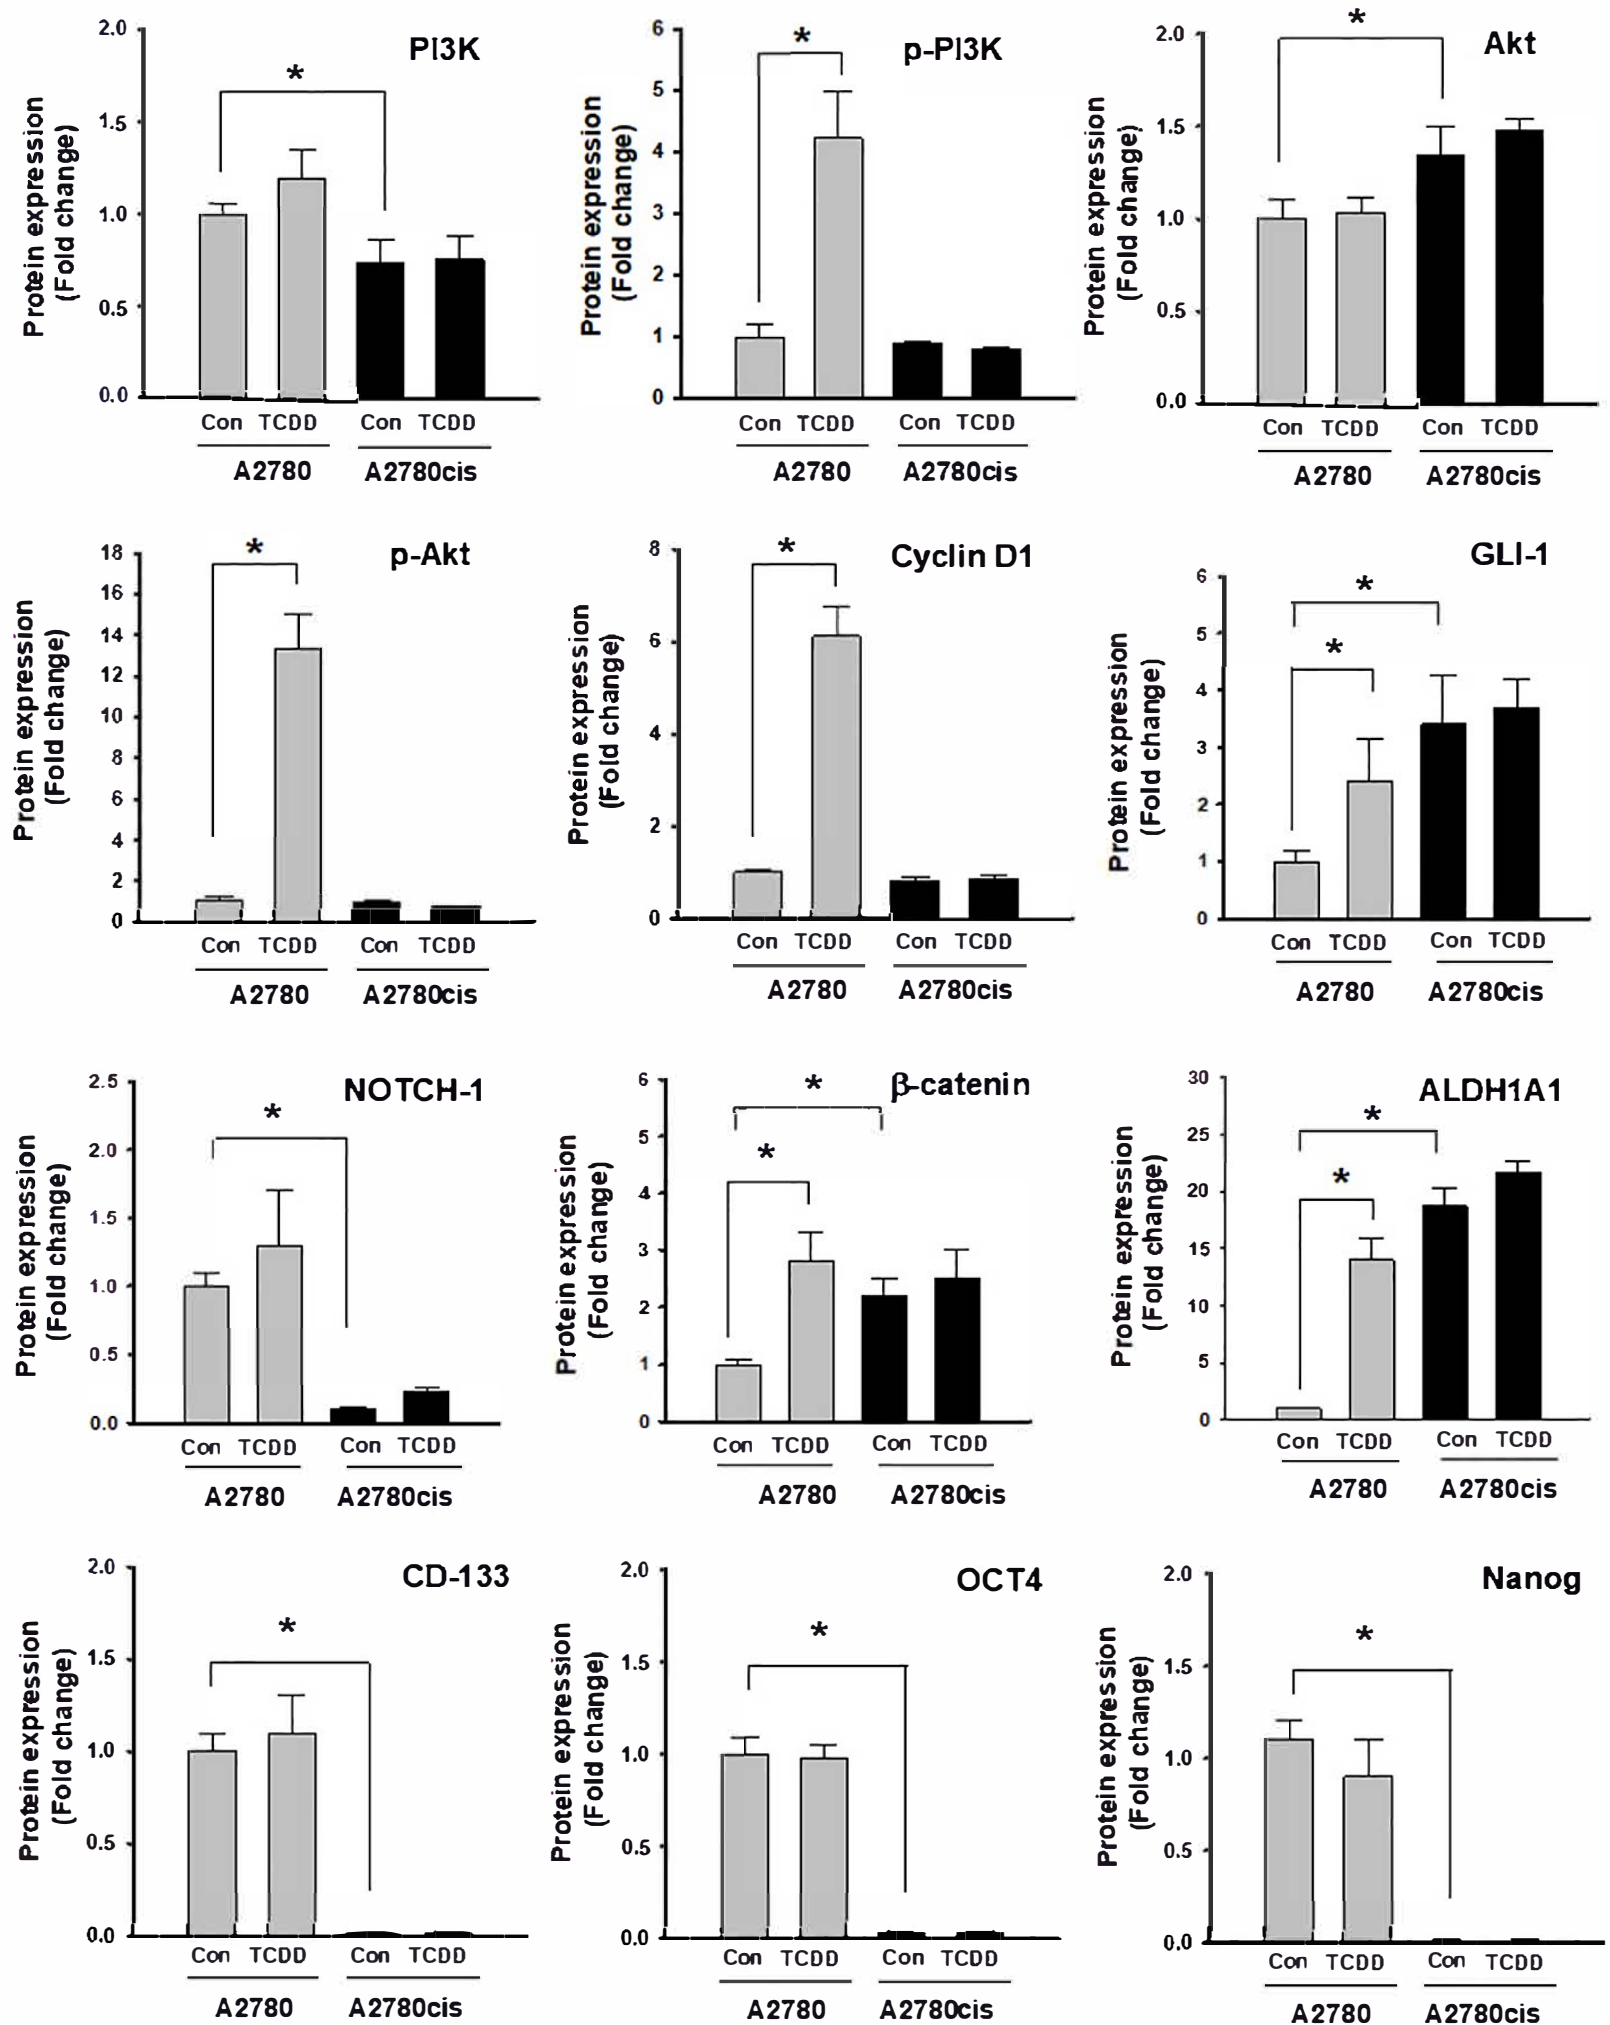 PI3K
*
2.0
1.5
1.0
0.5
0.0
Protein expression
(Fold change)
Con TCDD Con TCDD
A2780 A2780cis
p-PI3K
*
6
5
4
3
2
1
0
Protein expression
(Fold change)
Con TCDD Con TCDD
A2780 A2780cis
Akt
*
2.0
1.5
1.0
0.5
0.0
Protein expression
(Fold change)
Con TCDD Con TCDD
A2780 A2780cis
p-Akt
*
18
16
14
12
10
8
6
4
2
0
Protein expression
(Fold change)
Con TCDD Con TCDD
A2780 A2780cis
Cyclin D1
*
8
6
4
2
0
Protein expression
(Fold change)
Con TCDD Con TCDD
A2780 A2780cis
GLI-1
*
*
6
5
4
3
2
1
0
Protein expression
(Fold change)
Con TCDD Con TCDD
A2780 A2780cis
NOTCH-1
*
2.5
2.0
1.5
1.0
0.5
0.0
Protein expression
(Fold change)
Con TCDD Con TCDD
A2780 A2780cis
β-catenin
*
*
6
5
4
3
2
1
0
Protein expression
(Fold change)
Con TCDD Con TCDD
A2780 A2780cis
ALDH1A1
*
*
30
25
20
15
10
5
0
Protein expression
(Fold change)
Con TCDD Con TCDD
A2780 A2780cis
CD-133
*
2.0
1.5
1.0
0.5
0.0
Protein expression
(Fold change)
Con TCDD Con TCDD
A2780 A2780cis
OCT4
*
2.0
1.5
1.0
0.5
0.0
Protein expression
(Fold change)
Con TCDD Con TCDD
A2780 A2780cis
Nanog
*
2.0
1.5
1.0
0.5
0.0
Protein expression
(Fold change)
Con TCDD Con TCDD
A2780 A2780cis